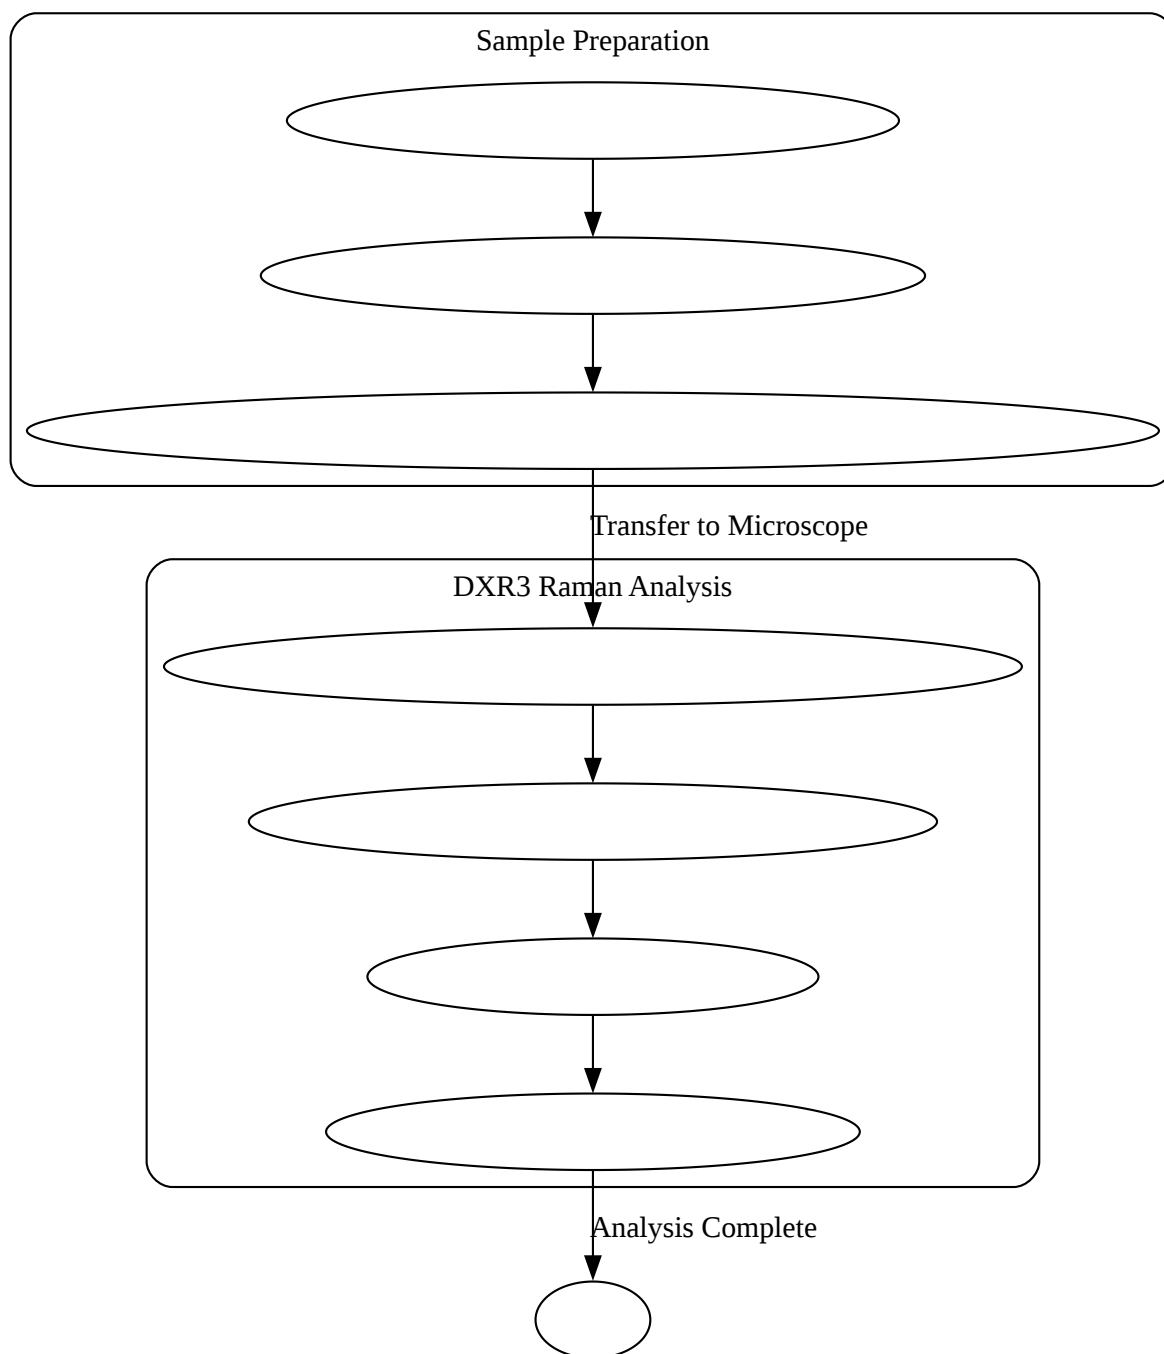 Sample Preparation
Transfer to Microscope
DXR3 Raman Analysis
Analysis Complete